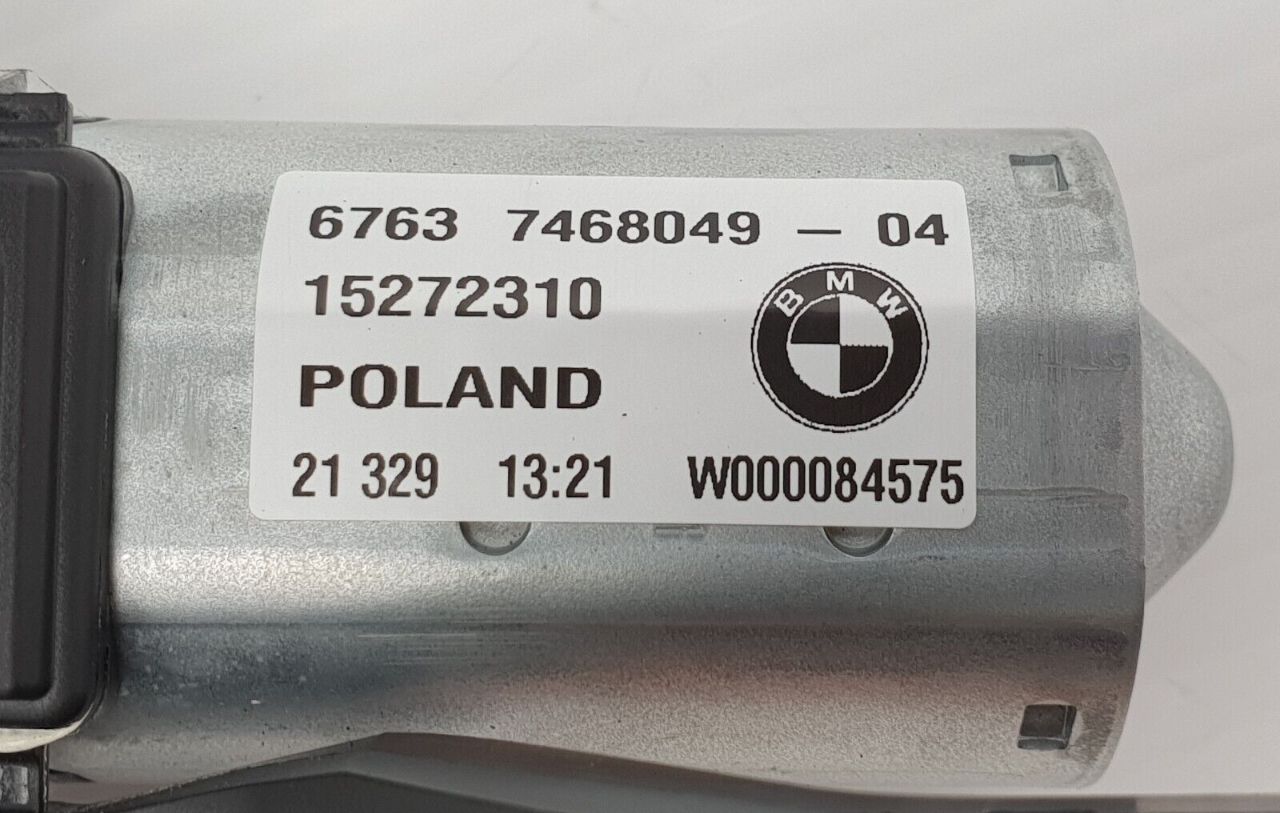 6763 7468049 – 04
15272310
BMW
POLAND
21 329 13:21 W000084575